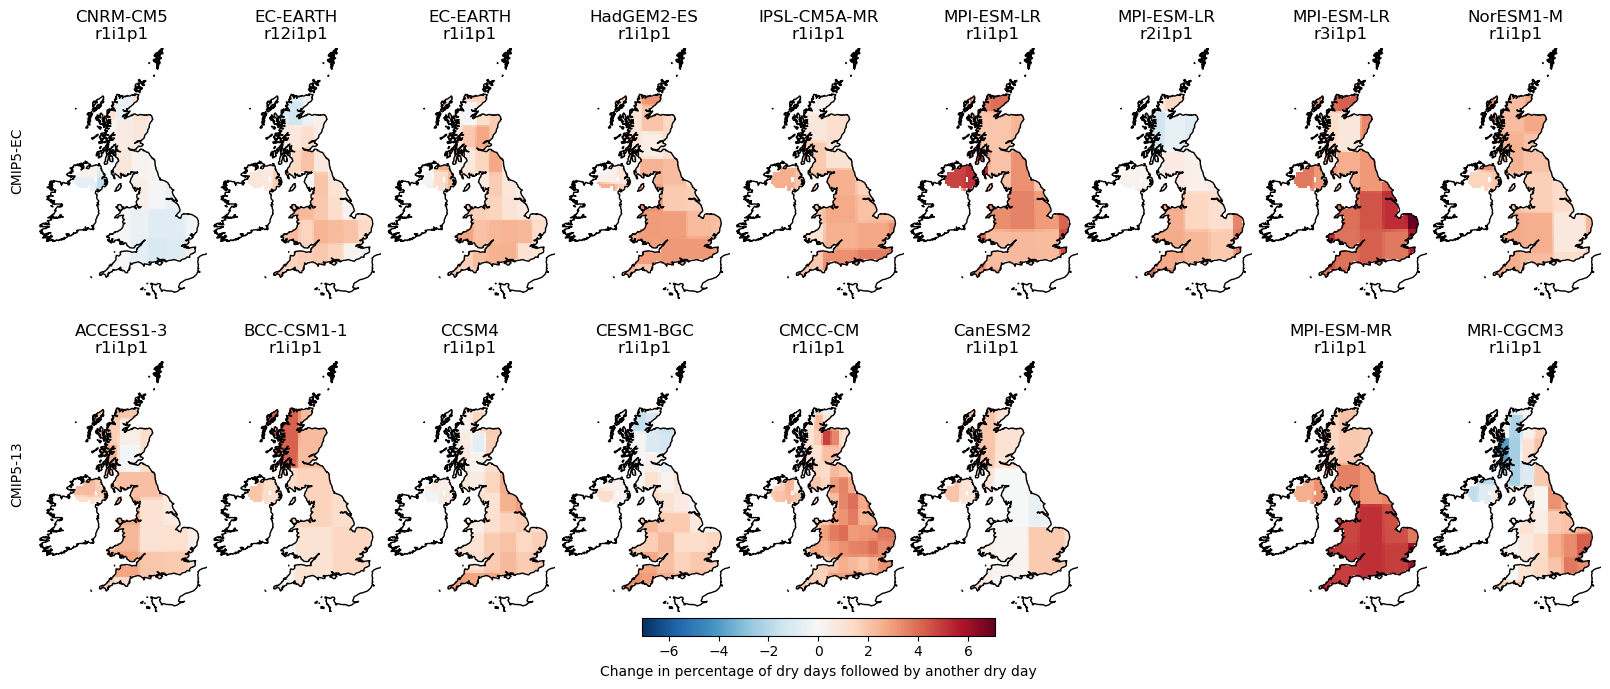 CNRM-CM5 EC-EARTH EC-EARTH HadGEM2-ES IPSL-CM5A-MR MPI-ESM-LR MPI-ESM-LR MPI-ESM-LR NorESM1-M
r1i1p1 r12i1p1 r1i1p1 r1i1p1 r1i1p1 r1i1p1 r2i1p1 r3i1p1 r1i1p1
CMIP5-EC
ACCESS1-3 BCC-CSM1-1 CCSM4 CESM1-BGC CMCC-CM CanESM2 MPI-ESM-MR MRI-CGCM3
r1i1p1 r1i1p1 r1i1p1 r1i1p1 r1i1p1 r1i1p1 r1i1p1 r1i1p1
CMIP5-13
−6 −4 −2 0 2 4 6
Change in percentage of dry days followed by another dry day